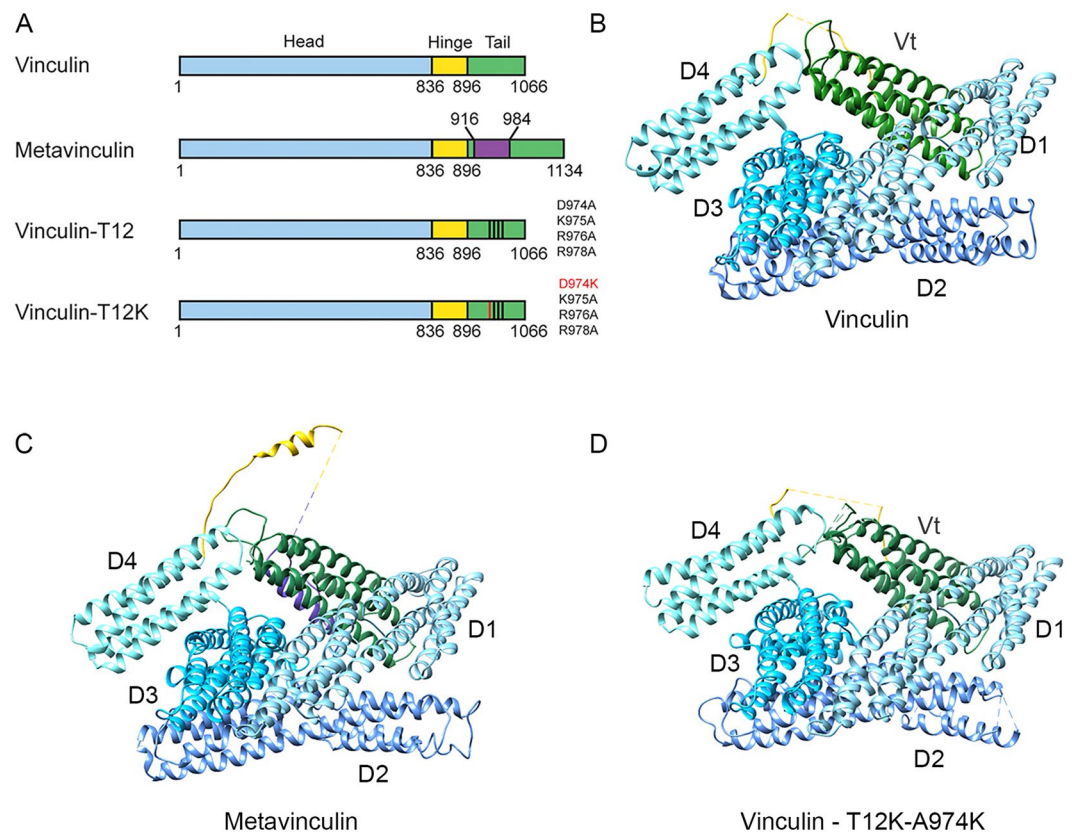 A
Head Hinge Tail
Vinculin
1 836 896 1066
916 984
Metavinculin
1 836 896 1134
Vinculin-T12
1 836 896 1066
D974A
K975A
R976A
R978A
Vinculin-T12K
1 836 896 1066
D974K
K975A
R976A
R978A
B
Vt
D4
D1
D3
D2
Vinculin
C
D4
D1
D3
D2
Metavinculin
D
Vt
D4
D1
D3
D2
Vinculin - T12K-A974K